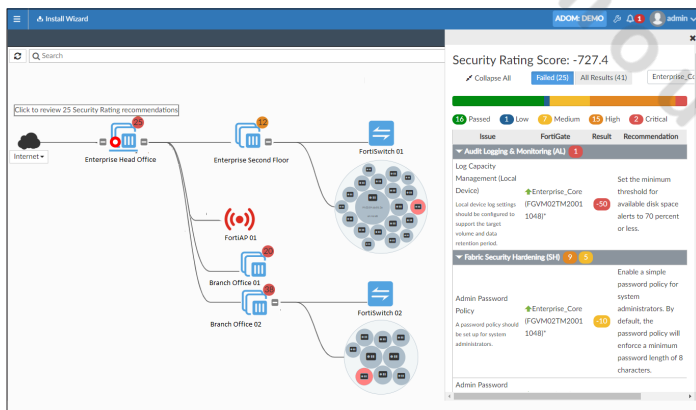 Install Wizard
ADOM: DEMO
1
admin
Search
Security Rating Score: -727.4
Collapse All
Failed (25)
All Results (41)
Enterprise_Co
16 Passed 1 Low 7 Medium 15 High 2 Critical
Issue FortiGate Result Recommendation
Audit Logging & Monitoring (AL) 1
Log Capacity
Management (Local
Device)
Local device log settings
should be configured to
support the target
volume and data
retention period.
Enterprise_Core
(FGVM02TM2001
1048)*
-50
Set the minimum
threshold for
available disk space
alerts to 70 percent
or less.
Fabric Security Hardening (SH) 9 5
Admin Password
Policy
A password policy should
be set up for system
administrators.
Enterprise_Core
(FGVM02TM2001
1048)*
-10
Enable a simple
password policy for
system
administrators. By
default, the
password policy will
enforce a minimum
password length of 8
characters.
Admin Password
Click to review 25 Security Rating recommendations
25
12
Internet
Enterprise Head Office
Enterprise Second Floor
FortiSwitch 01
FortiAP 01
20
Branch Office 01
18
Branch Office 02
FortiSwitch 02